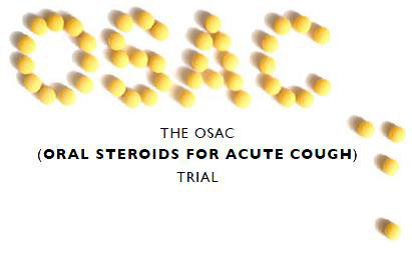 OSAC
THE OSAC
(ORAL STEROIDS FOR ACUTE COUGH)
TRIAL